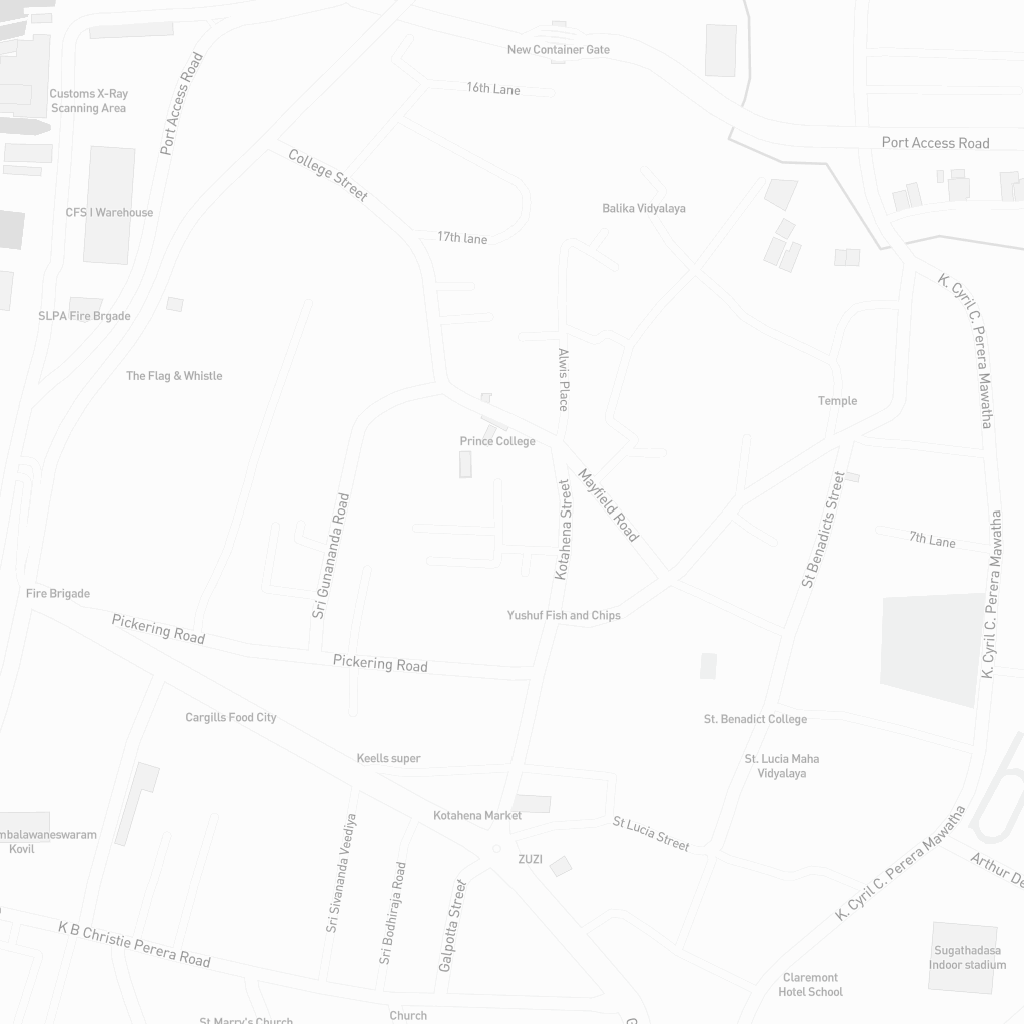 New Container Gate
16th Lane
Customs X-Ray
Scanning Area
Port Access Road
Port Access Road
College Street
CFS I Warehouse
Balika Vidyalaya
17th lane
K. Cyril C. Perera Mawatha
SLPA Fire Brgade
The Flag & Whistle
Alwis Place
Temple
Prince College
Mayfield Road
Kotahena Street
St Benadicts Street
Sri Gunananda Road
7th Lane
K. Cyril C. Perera Mawatha
Fire Brigade
Yushuf Fish and Chips
Pickering Road
Pickering Road
Cargills Food City
St. Benadict College
Keells super
St. Lucia Maha
Vidyalaya
Kotahena Market
St Lucia Street
mbalawaneswaram
Kovil
ZUZI
Sri Sivananda Veediya
Sri Bodhiraja Road
Galpotta Street
K. Cyril C. Perera Mawatha
Arthur De
K B Christie Perera Road
Sugathadasa
Indoor stadium
Claremont
Hotel School
St Marry's Church
Church